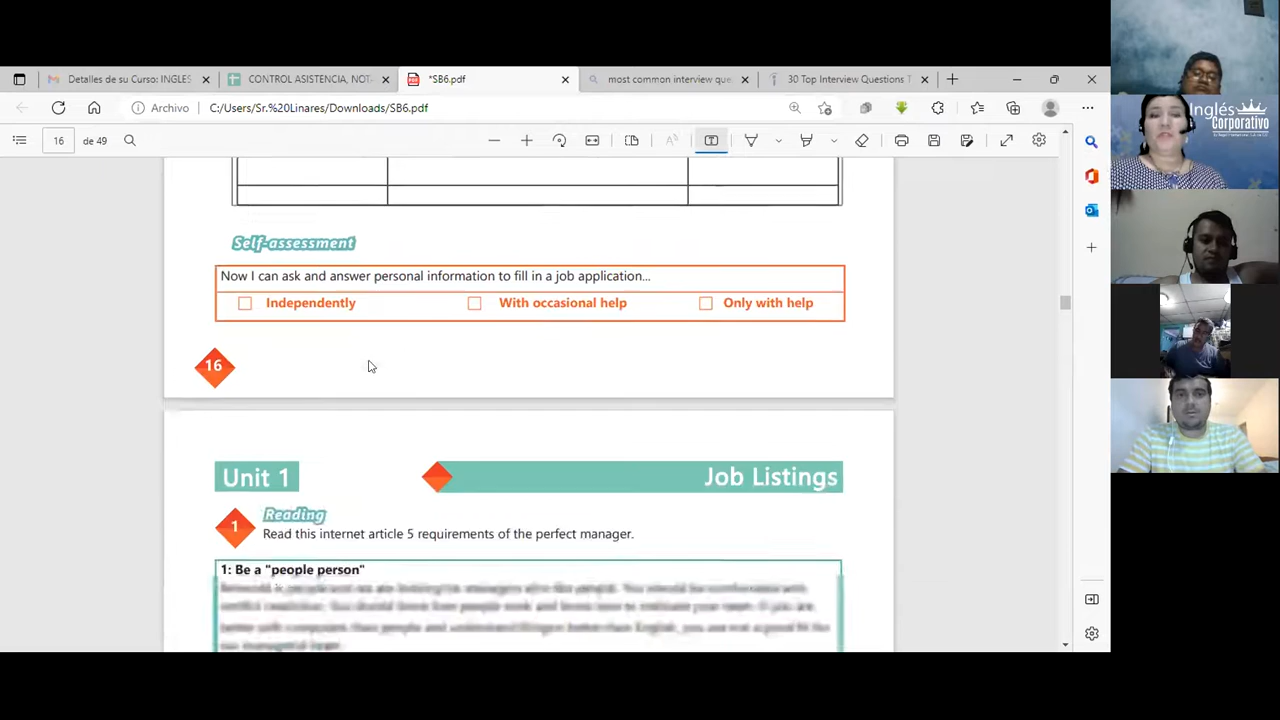 Detalles de su Curso: INGLES
CONTROL ASISTENCIA, NOT
*SB6.pdf
most common interview que
30 Top Interview Questions T
Archivo
C:/Users/Sr.%20Linares/Downloads/SB6.pdf
16 de 49
Self-assessment
Now I can ask and answer personal information to fill in a job application...
Independently
With occasional help
Only with help
16
Unit 1
Job Listings
1
Reading
Read this internet article 5 requirements of the perfect manager.
1: Be a "people person"
Inglés
Corporativo